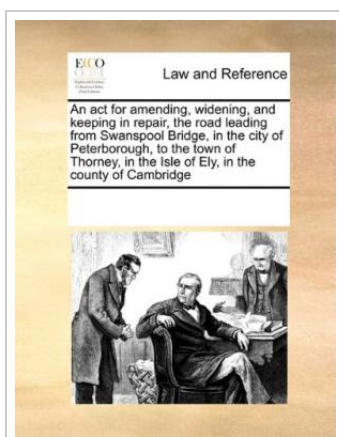 ECCO
Law and Reference
An act for amending, widening, and
keeping in repair, the road leading
from Swanspool Bridge, in the city of
Peterborough, to the town of
Thorney, in the Isle of Ely, in the
county of Cambridge